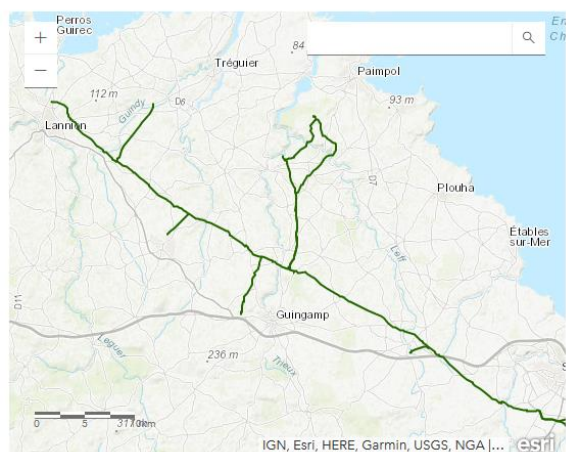 Perros
Guirec
+
−
84
Tréguier
Paimpol
112 m
D6
93 m
Guindy
Lannion
D7
Plouha
Leff
Étables
sur-Mer
D11
Guingamp
Léguer
236 m
Trieux
0 5 10km
IGN, Esri, HERE, Garmin, USGS, NGA |...
esri